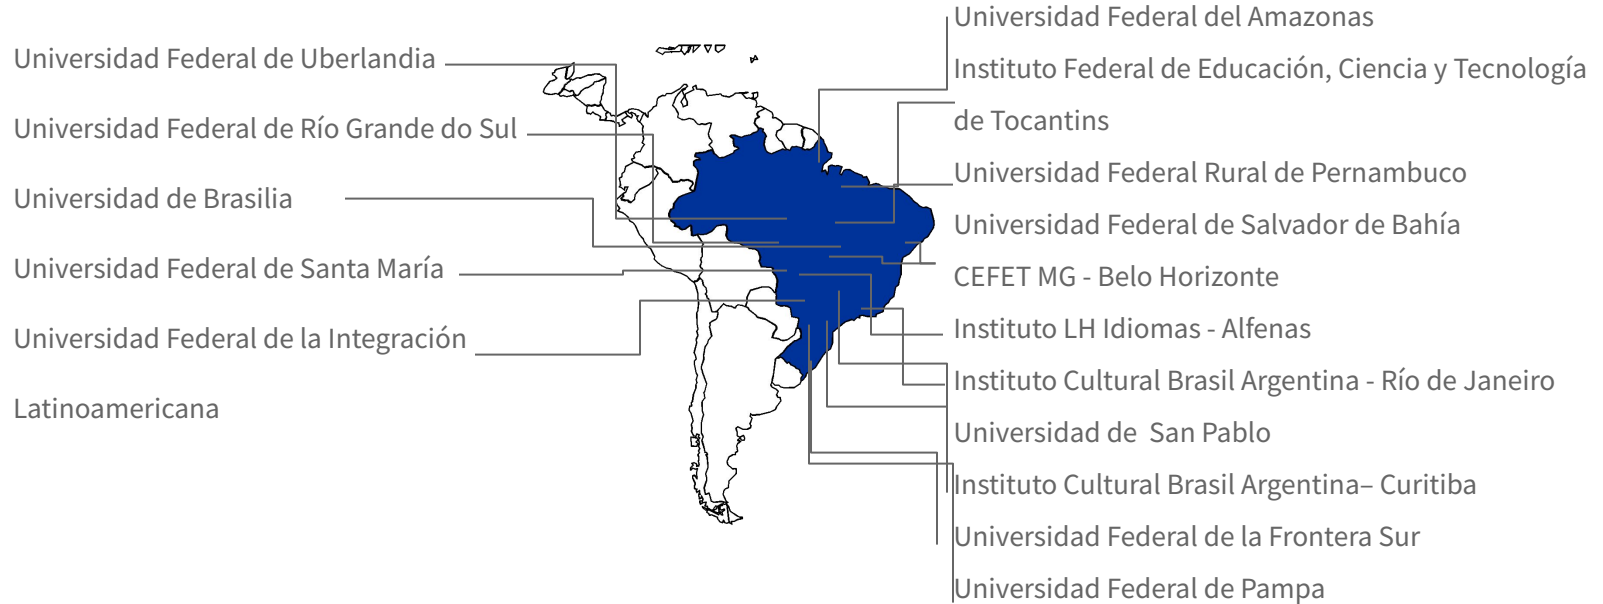 Universidad Federal de Uberlandia
Universidad Federal de Río Grande do Sul
Universidad de Brasilia
Universidad Federal de Santa María
Universidad Federal de la Integración
Latinoamericana
Universidad Federal del Amazonas
Instituto Federal de Educación, Ciencia y Tecnología
de Tocantins
Universidad Federal Rural de Pernambuco
Universidad Federal de Salvador de Bahía
CEFET MG - Belo Horizonte
Instituto LH Idiomas - Alfenas
Instituto Cultural Brasil Argentina - Río de Janeiro
Universidad de  San Pablo
Instituto Cultural Brasil Argentina– Curitiba
Universidad Federal de la Frontera Sur
Universidad Federal de Pampa